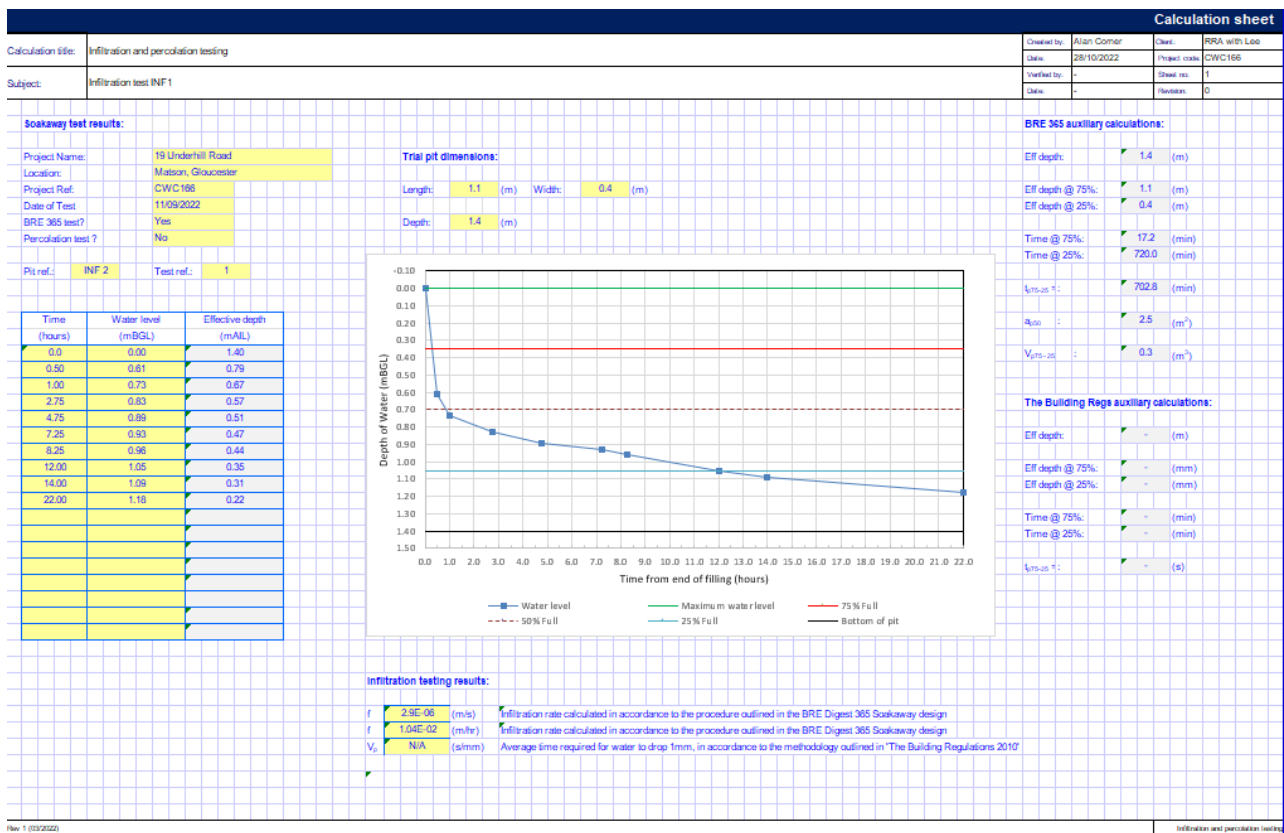 Calculation sheet
Calculation title: Infiltration and percolation testing
Created by: Alan Corner Client: RRA with Lee
Date: 28/10/2022 Project code: CWC166
Subject: Infiltration test INF1
Verified by: - Sheet no: 1
Date: - Revision: 0
Soakaway test results:
Project Name: 19 Underhill Road
Location: Matson, Gloucester
Project Ref: CWC166
Date of Test 11/09/2022
BRE 365 test? Yes
Percolation test ? No
Pit ref.: INF 2 Test ref.: 1
Time Water level Effective depth
(hours) (mBGL) (mAIL)
0.0 0.00 1.40
0.50 0.61 0.79
1.00 0.73 0.67
2.75 0.83 0.57
4.75 0.89 0.51
7.25 0.93 0.47
8.25 0.96 0.44
12.00 1.05 0.35
14.00 1.09 0.31
22.00 1.18 0.22
Trial pit dimensions:
Length: 1.1 (m) Width: 0.4 (m)
Depth: 1.4 (m)
Depth of Water (mBGL)
-0.10
0.00
0.10
0.20
0.30
0.40
0.50
0.60
0.70
0.80
0.90
1.00
1.10
1.20
1.30
1.40
1.50
0.0 1.0 2.0 3.0 4.0 5.0 6.0 7.0 8.0 9.0 10.0 11.0 12.0 13.0 14.0 15.0 16.0 17.0 18.0 19.0 20.0 21.0 22.0
Time from end of filling (hours)
Water level Maximum water level 75% Full
50% Full 25% Full Bottom of pit
BRE 365 auxiliary calculations:
Eff depth: 1.4 (m)
Eff depth @ 75%: 1.1 (m)
Eff depth @ 25%: 0.4 (m)
Time @ 75%: 17.2 (min)
Time @ 25%: 720.0 (min)
tp75-25 = : 702.8 (min)
ap50 : 2.5 (m²)
Vp75-25 : 0.3 (m³)
The Building Regs auxiliary calculations:
Eff depth: - (m)
Eff depth @ 75%: - (mm)
Eff depth @ 25%: - (mm)
Time @ 75%: - (min)
Time @ 25%: - (min)
tp75-25 = : - (s)
Infiltration testing results:
f 2.9E-06 (m/s) Infiltration rate calculated in accordance to the procedure outlined in the BRE Digest 365 Soakaway design
f 1.04E-02 (m/hr) Infiltration rate calculated in accordance to the procedure outlined in the BRE Digest 365 Soakaway design
Vp N/A (s/mm) Average time required for water to drop 1mm, in accordance to the methodology outlined in "The Building Regulations 2010"
Rev 1 (03/2022) Infiltration and percolation testing